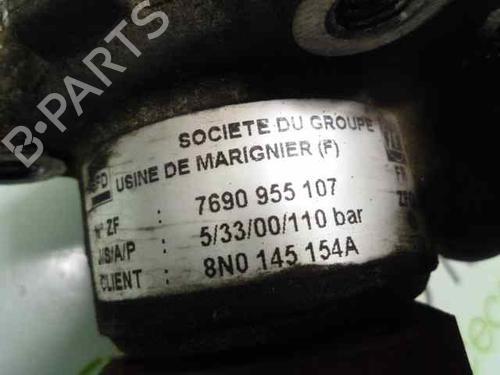 B-PARTS
SOCIETE DU GROUPE
USINE DE MARIGNIER (F)
N° ZF : 7690 955 107
/S/A/P : 5/33/00/110 bar
CLIENT : 8N0 145 154A